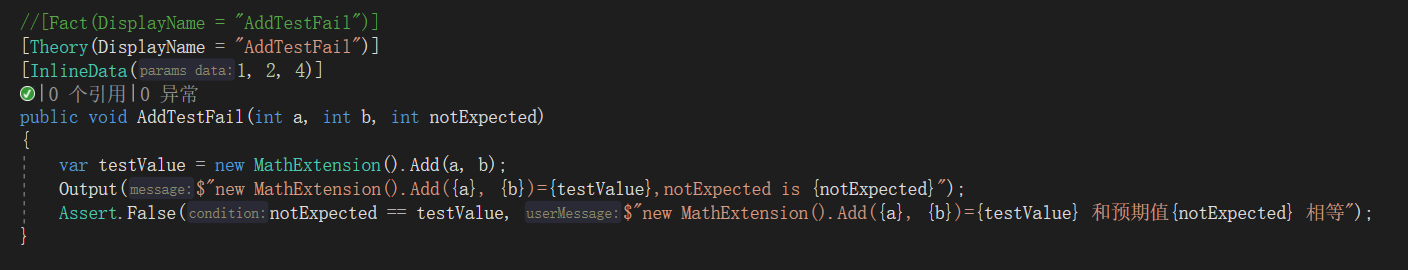 //[Fact(DisplayName = "AddTestFail")]
[Theory(DisplayName = "AddTestFail")]
[InlineData(params data:1, 2, 4)]
|0 个引用|0 异常
public void AddTestFail(int a, int b, int notExpected)
{
var testValue = new MathExtension().Add(a, b);
Output(message:$"new MathExtension().Add({a}, {b})={testValue},notExpected is {notExpected}");
Assert.False(condition:notExpected == testValue, userMessage:$"new MathExtension().Add({a}, {b})={testValue} 和预期值{notExpected} 相等");
}